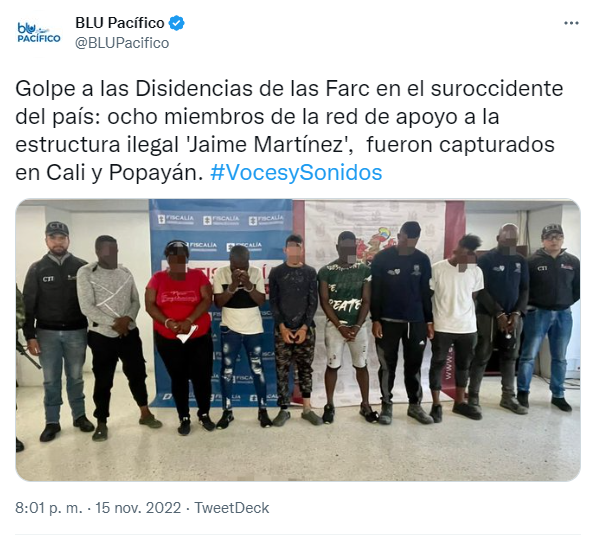 blu
PACÍFICO
BLU Pacífico
@BLUPacifico
Golpe a las Disidencias de las Farc en el suroccidente
del país: ocho miembros de la red de apoyo a la
estructura ilegal 'Jaime Martínez',  fueron capturados
en Cali y Popayán. #VocesySonidos
FISCALÍA
FISCALÍA
FISCALÍA
FISCALÍA
CTI
CTI
8:01 p. m. · 15 nov. 2022 · TweetDeck